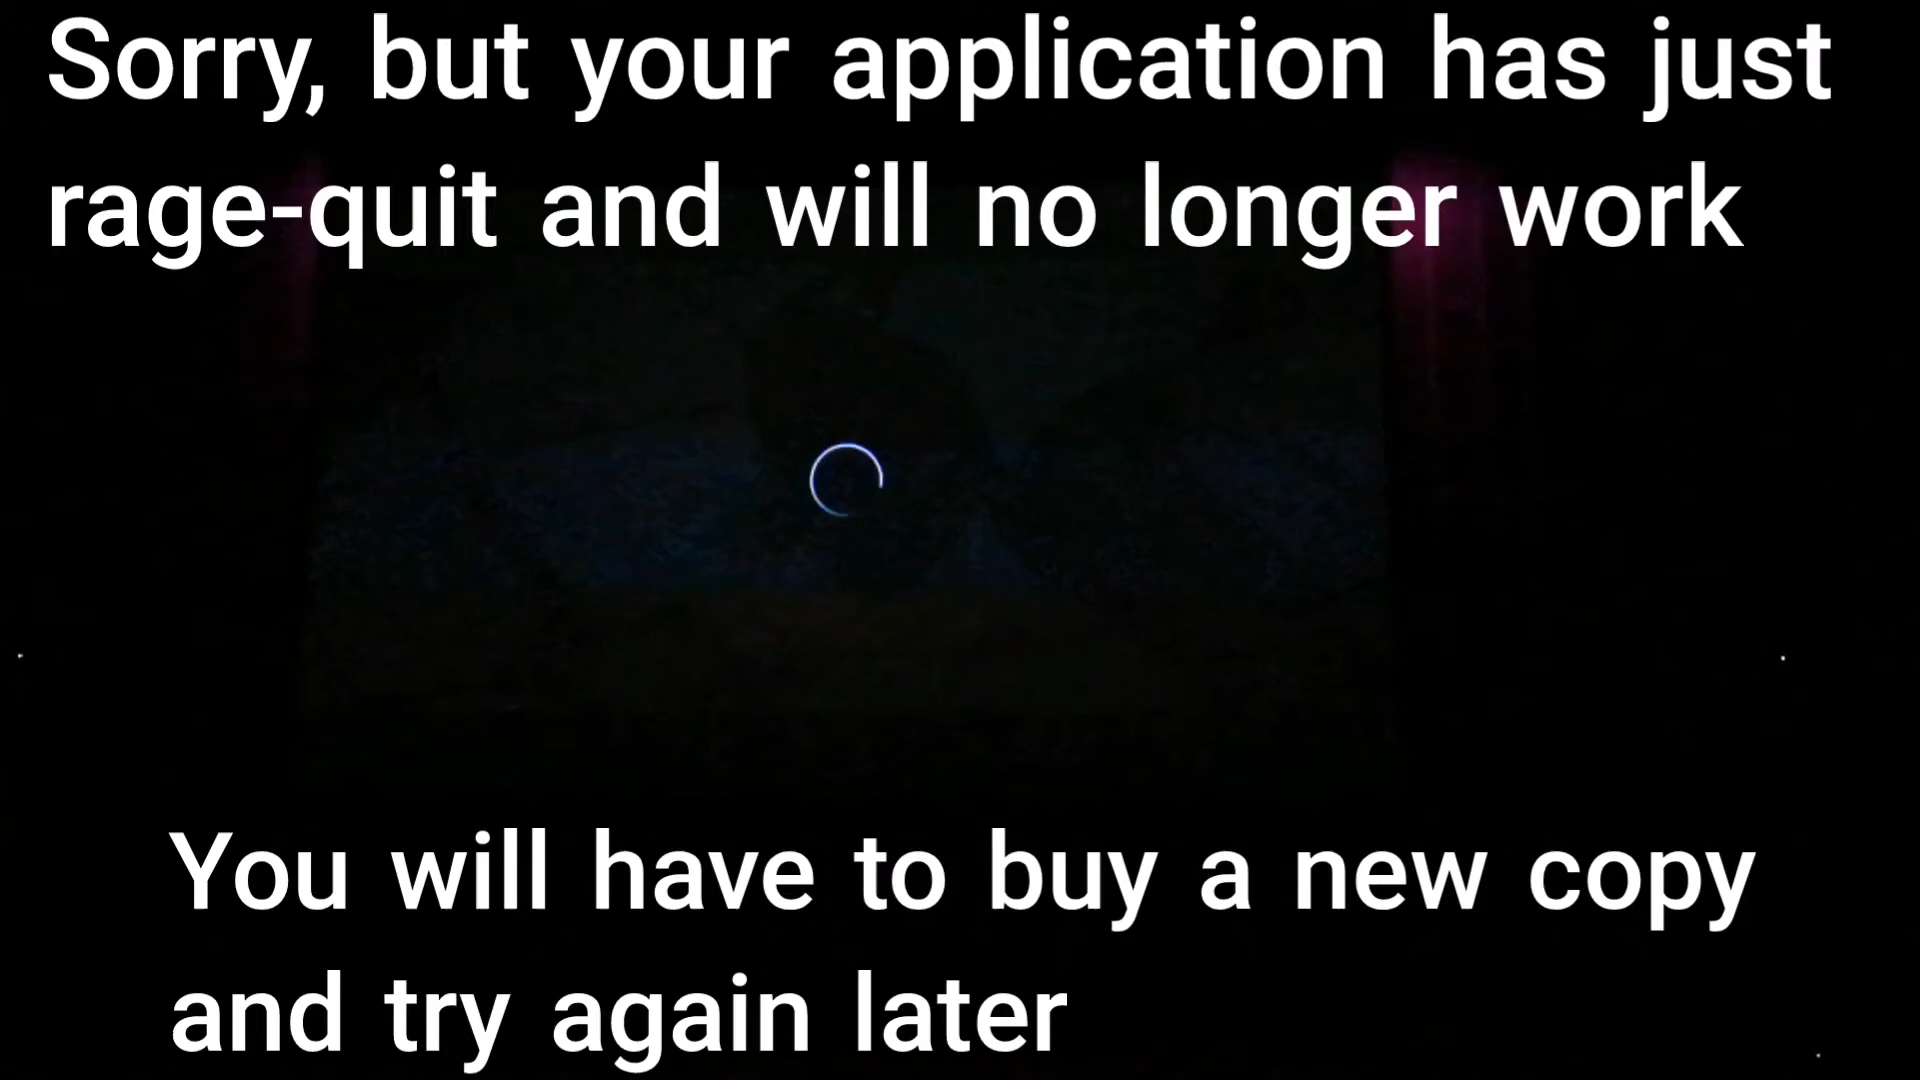 Sorry, but your application has just
rage-quit and will no longer work
You will have to buy a new copy
and try again later